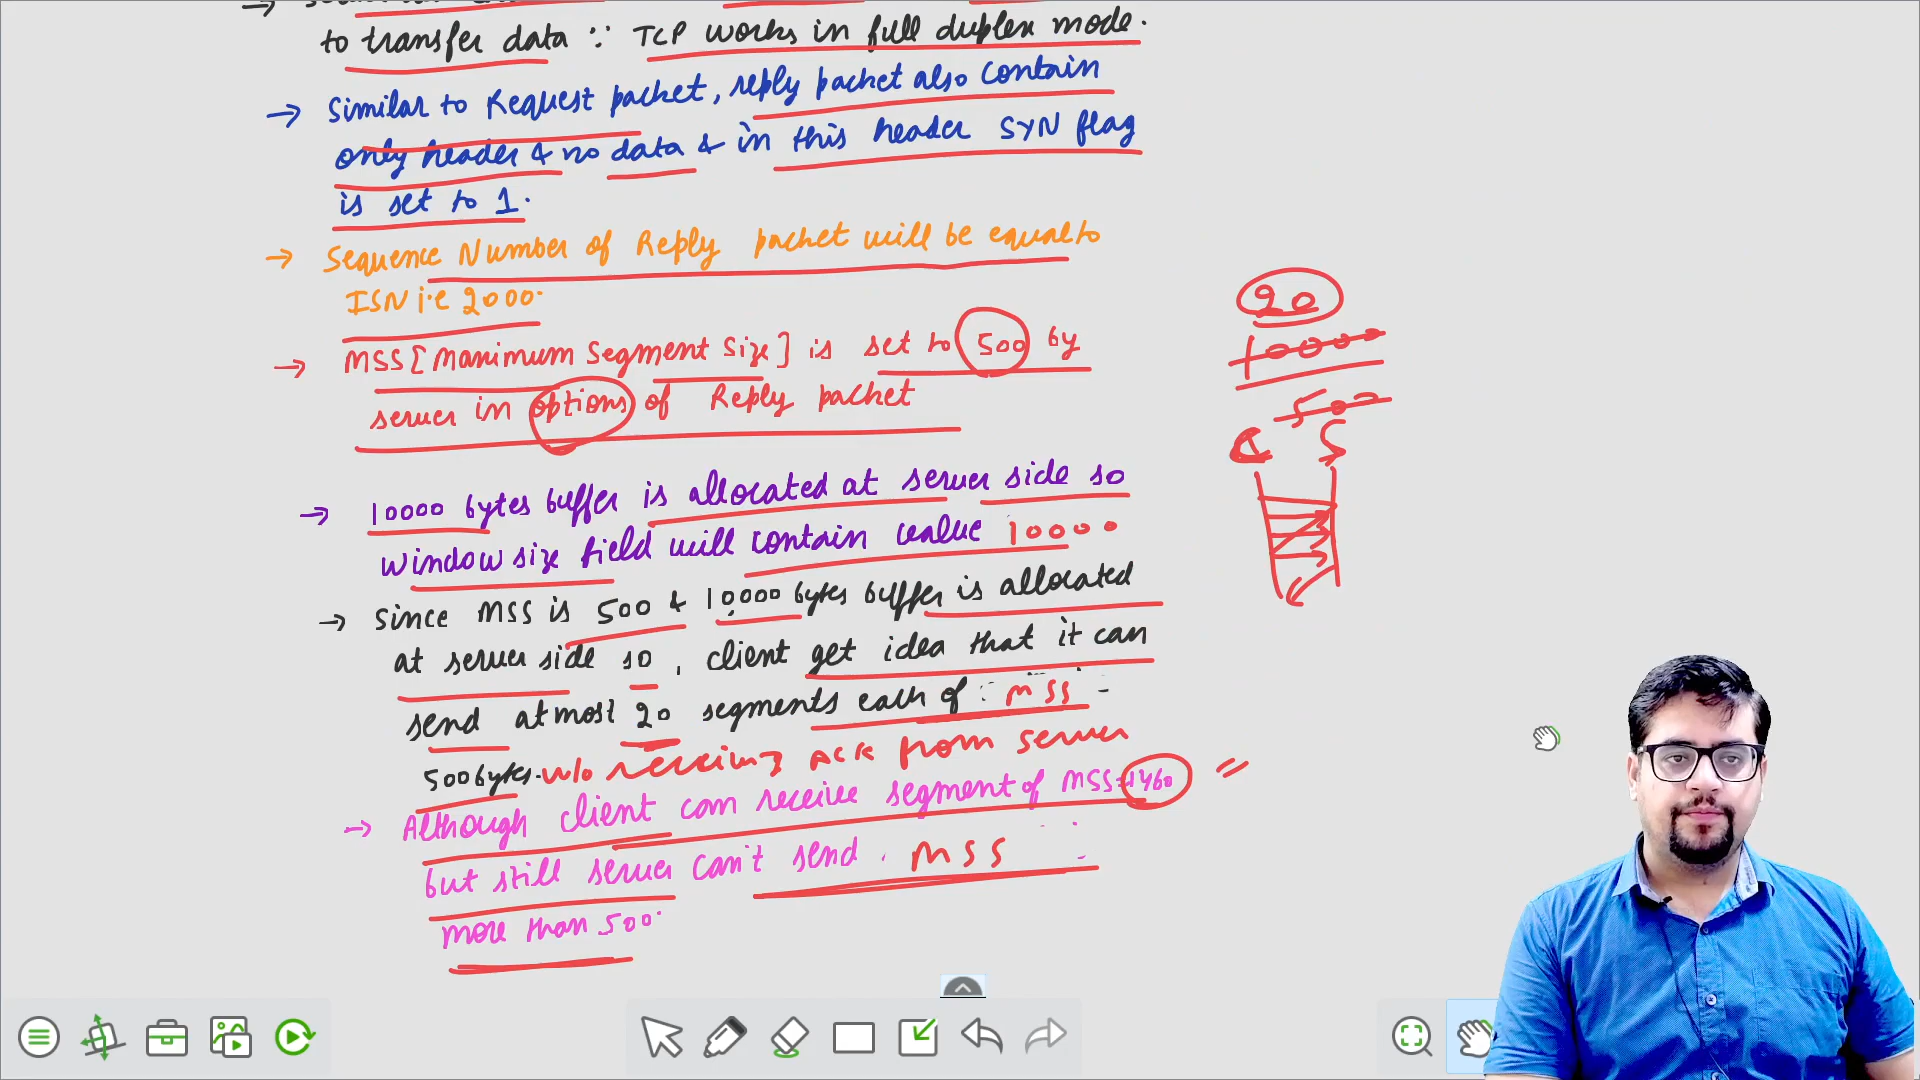 to transfer data ∵ TCP works in full duplex mode.
→ Similar to Request packet, reply packet also contain
only header & no data & in this header SYN flag
is set to 1.
→ Sequence Number of Reply packet will be equal to
ISN i.e 2000.
→ MSS [Maximum Segment Size] is set to 500 by
server in options of Reply packet
→ 10000 bytes buffer is allocated at server side so
window size field will contain value 10000
→ Since MSS is 500 & 10,000 bytes buffer is allocated
at server side so, client get idea that it can
send atmost 20 segments each of MSS
500 bytes. w/o receiving ACK from server
→ Although client can receive segment of MSS=1460
but still server can't send MSS
more than 500.
20
10000
500
C S